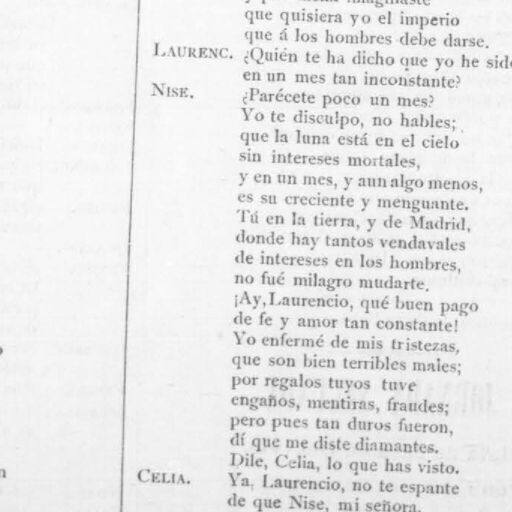 que quisiera yo el imperio
que á los hombres debe darse.
LAURENC. ¿Quién te ha dicho que yo he sido
en un mes tan inconstante?
NISE. ¿Parécete poco un mes?
Yo te disculpo, no hables;
que la luna está en el cielo
sin intereses mortales,
y en un mes, y aun algo menos,
es su creciente y menguante.
Tú en la tierra, y de Madrid,
donde hay tantos vendavales
de intereses en los hombres,
no fué milagro mudarte.
¡Ay, Laurencio, qué buen pago
de fe y amor tan constante!
Yo enfermé de mis tristezas,
que son bien terribles males;
por regalos tuyos tuve
engaños, mentiras, fraudes;
pero pues tan duros fueron,
dí que me diste diamantes.
Dile, Celia, lo que has visto.
CELIA. Ya, Laurencio, no te espante
de que Nise, mi señora,